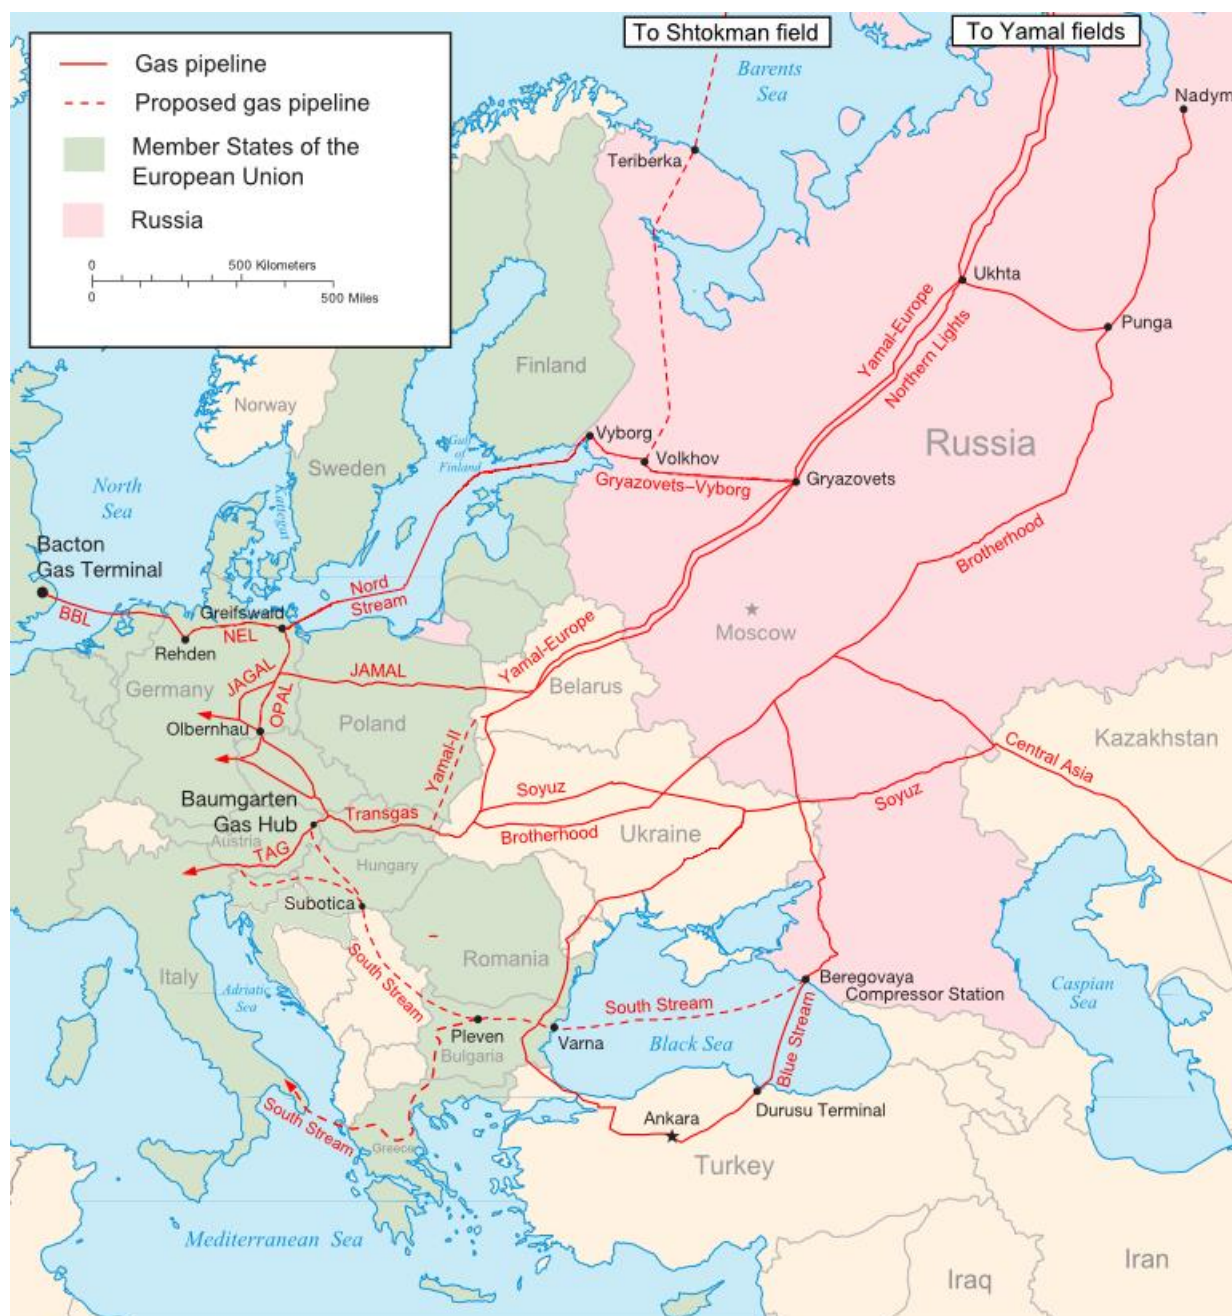 To Shtokman field
To Yamal fields
Gas pipeline
Proposed gas pipeline
Member States of the
European Union
Russia
0
500 Kilometers
0
500 Miles
Barents
Sea
Nadym
Teriberka
Ukhta
Punga
Yamal-Europe
Northern Lights
Finland
Norway
Sweden
Gulf
of
Finland
Vyborg
Volkhov
Gryazovets–Vyborg
Gryazovets
Russia
North
Sea
Kattegat
Bacton
Gas Terminal
BBL
Brotherhood
Nord
Stream
Greifswald
NEL
Rehden
Moscow
Yamal-Europe
JAGAL
JAMAL
Germany
OPAL
Belarus
Olbernhau
Poland
Yamal-II
Kazakhstan
Central Asia
Baumgarten
Gas Hub
Transgas
Soyuz
Soyuz
Brotherhood
Ukraine
Austria
TAG
Hungary
Subotica
South Stream
Romania
Italy
Adriatic
Sea
Beregovaya
Compressor Station
Caspian
Sea
South Stream
Pleven
Bulgaria
Varna
Black Sea
Blue Stream
Durusu Terminal
South Stream
Greece
Ankara
Turkey
Mediterranean Sea
Iraq
Iran